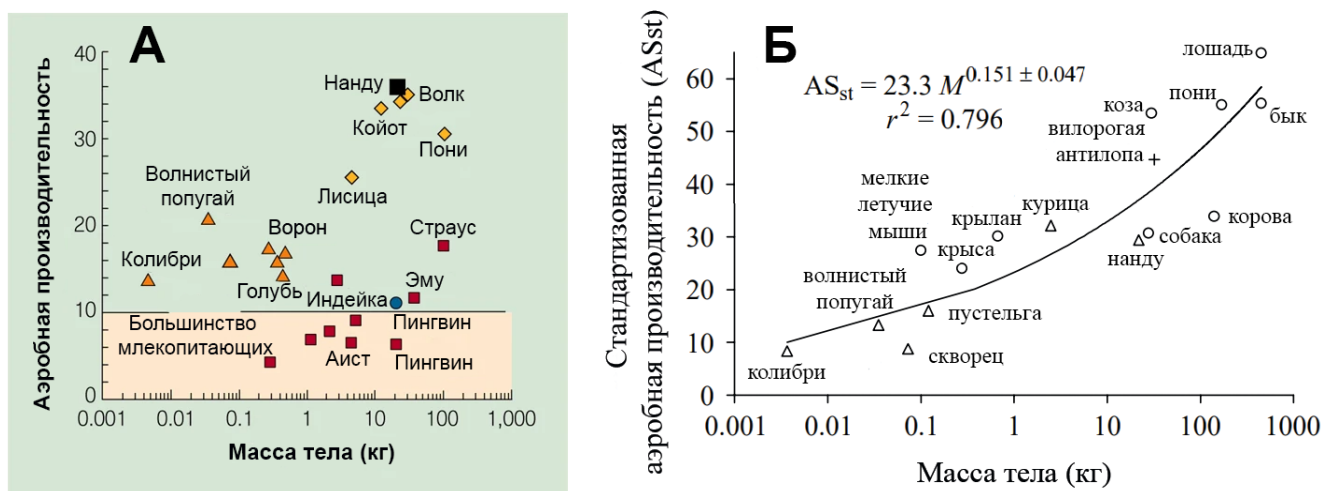 А
Аэробная производительность
40
30
20
10
0
Нанду
Волк
Койот
Пони
Лисица
Волнистый
попугай
Ворон
Страус
Колибри
Голубь
Эму
Индейка
Большинство
млекопитающих
Пингвин
Аист
Пингвин
0.001 0.01 0.1 1 10 100 1,000
Масса тела (кг)
Б
Стандартизованная
аэробная производительность (ASst)
60
50
40
30
20
10
0
ASst = 23.3 M0.151 ± 0.047
r2 = 0.796
лошадь
пони
коза
бык
вилорогая
антилопа
мелкие
летучие
мыши
курица
крылан
крыса
корова
собака
нанду
волнистый
попугай
пустельга
скворец
колибри
0.001 0.01 0.1 1 10 100 1000
Масса тела (кг)